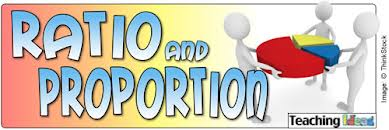 RATIO AND
PROPORTION
Image: © ThinkStock
Teaching Ideas